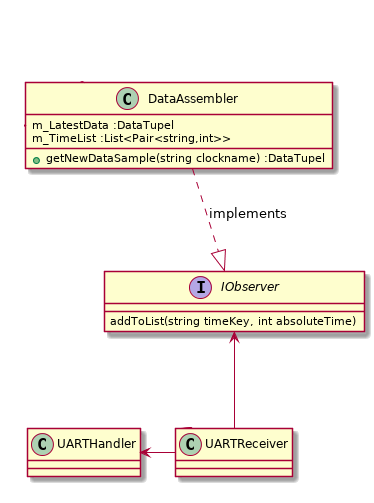 C DataAssembler
m_LatestData :DataTupel
m_TimeList :List<Pair<string,int>>
getNewDataSample(string clockname) :DataTupel
implements
I IObserver
addToList(string timeKey, int absoluteTime)
C UARTHandler
C UARTReceiver